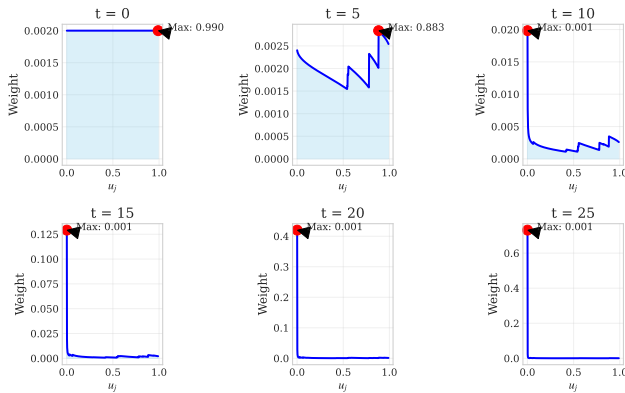 t = 0
t = 5
t = 10
Max: 0.990
Max: 0.883
Max: 0.001
Weight
0.0020
0.0015
0.0010
0.0005
0.0000
0.0 0.5 1.0
u_j
Weight
0.0025
0.0020
0.0015
0.0010
0.0005
0.0000
0.0 0.5 1.0
u_j
Weight
0.020
0.015
0.010
0.005
0.000
0.0 0.5 1.0
u_j
t = 15
t = 20
t = 25
Max: 0.001
Max: 0.001
Max: 0.001
Weight
0.125
0.100
0.075
0.050
0.025
0.000
0.0 0.5 1.0
u_j
Weight
0.4
0.3
0.2
0.1
0.0
0.0 0.5 1.0
u_j
Weight
0.6
0.4
0.2
0.0
0.0 0.5 1.0
u_j